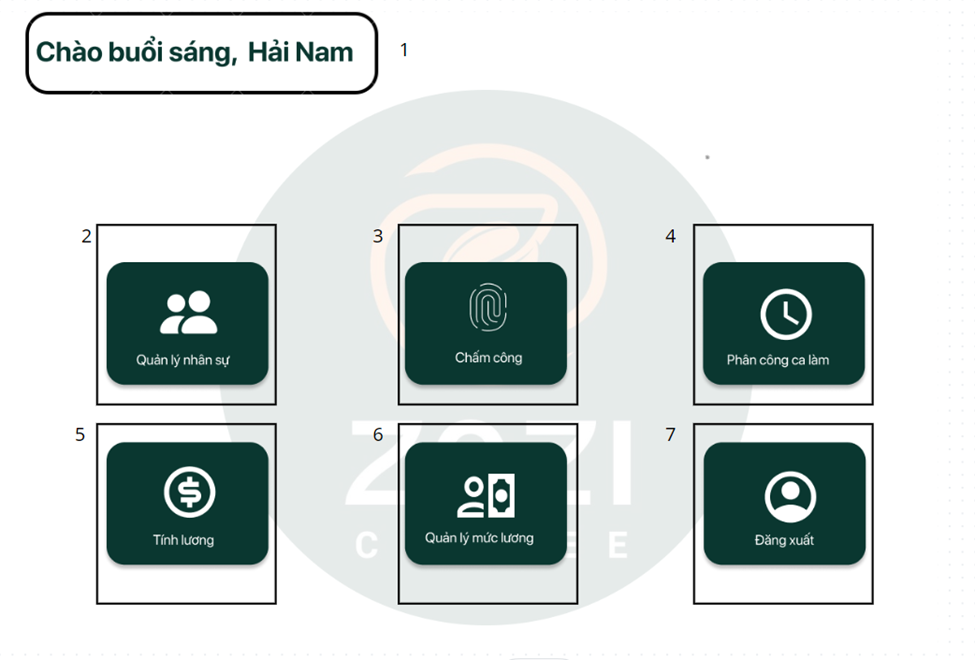 Chào buổi sáng, Hải Nam
1
2
3
4
Quản lý nhân sự
Chấm công
Phân công ca làm
5
6
7
ZOZI
Tính lương
Quản lý mức lương
Đăng xuất